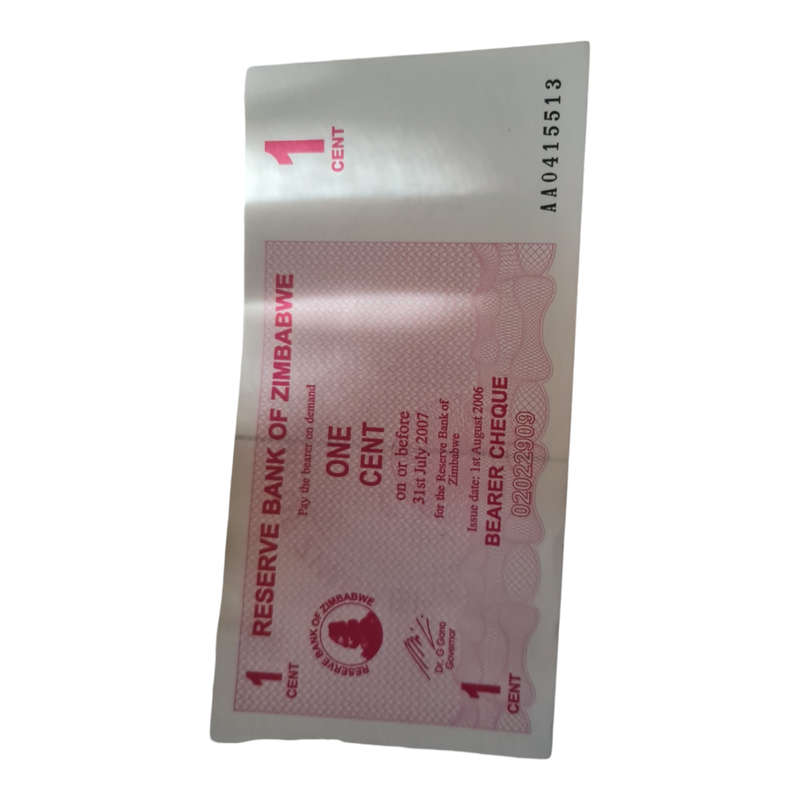 RESERVE BANK OF ZIMBABWE
1
CENT
1
CENT
Pay the bearer on demand
ONE
CENT
on or before
31st July 2007
for the Reserve Bank of
Zimbabwe
Issue date: 1st August 2006
BEARER CHEQUE
02022909
RESERVE BANK OF ZIMBABWE
Dr. G Gono
Governor
1
CENT
AA0415513